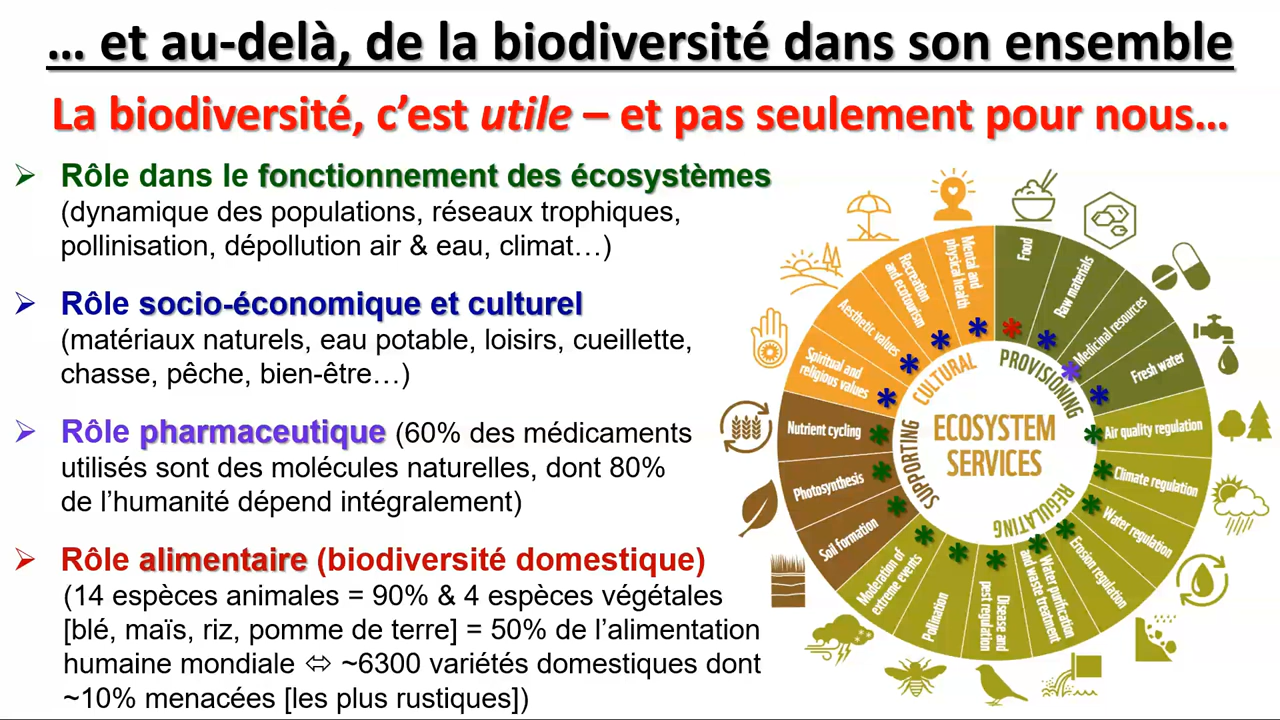 … et au-delà, de la biodiversité dans son ensemble
La biodiversité, c’est utile – et pas seulement pour nous…
➢ Rôle dans le fonctionnement des écosystèmes
(dynamique des populations, réseaux trophiques,
pollinisation, dépollution air & eau, climat…)
➢ Rôle socio-économique et culturel
(matériaux naturels, eau potable, loisirs, cueillette,
chasse, pêche, bien-être…)
➢ Rôle pharmaceutique (60% des médicaments
utilisés sont des molécules naturelles, dont 80%
de l’humanité dépend intégralement)
➢ Rôle alimentaire (biodiversité domestique)
(14 espèces animales = 90% & 4 espèces végétales
[blé, maïs, riz, pomme de terre] = 50% de l’alimentation
humaine mondiale ⬄ ~6300 variétés domestiques dont
~10% menacées [les plus rustiques])
ECOSYSTEM
SERVICES
PROVISIONING
Food
Raw materials
Medicinal resources
Fresh water
REGULATING
Air quality regulation
Climate regulation
Water regulation
Erosion regulation
Water purification
and waste treatment
Disease and
pest regulation
Pollination
Moderation of
extreme events
SUPPORTING
Soil formation
Photosynthesis
Nutrient cycling
CULTURAL
Spiritual and
religious values
Aesthetic values
Recreation
and ecotourism
Mental and
physical health